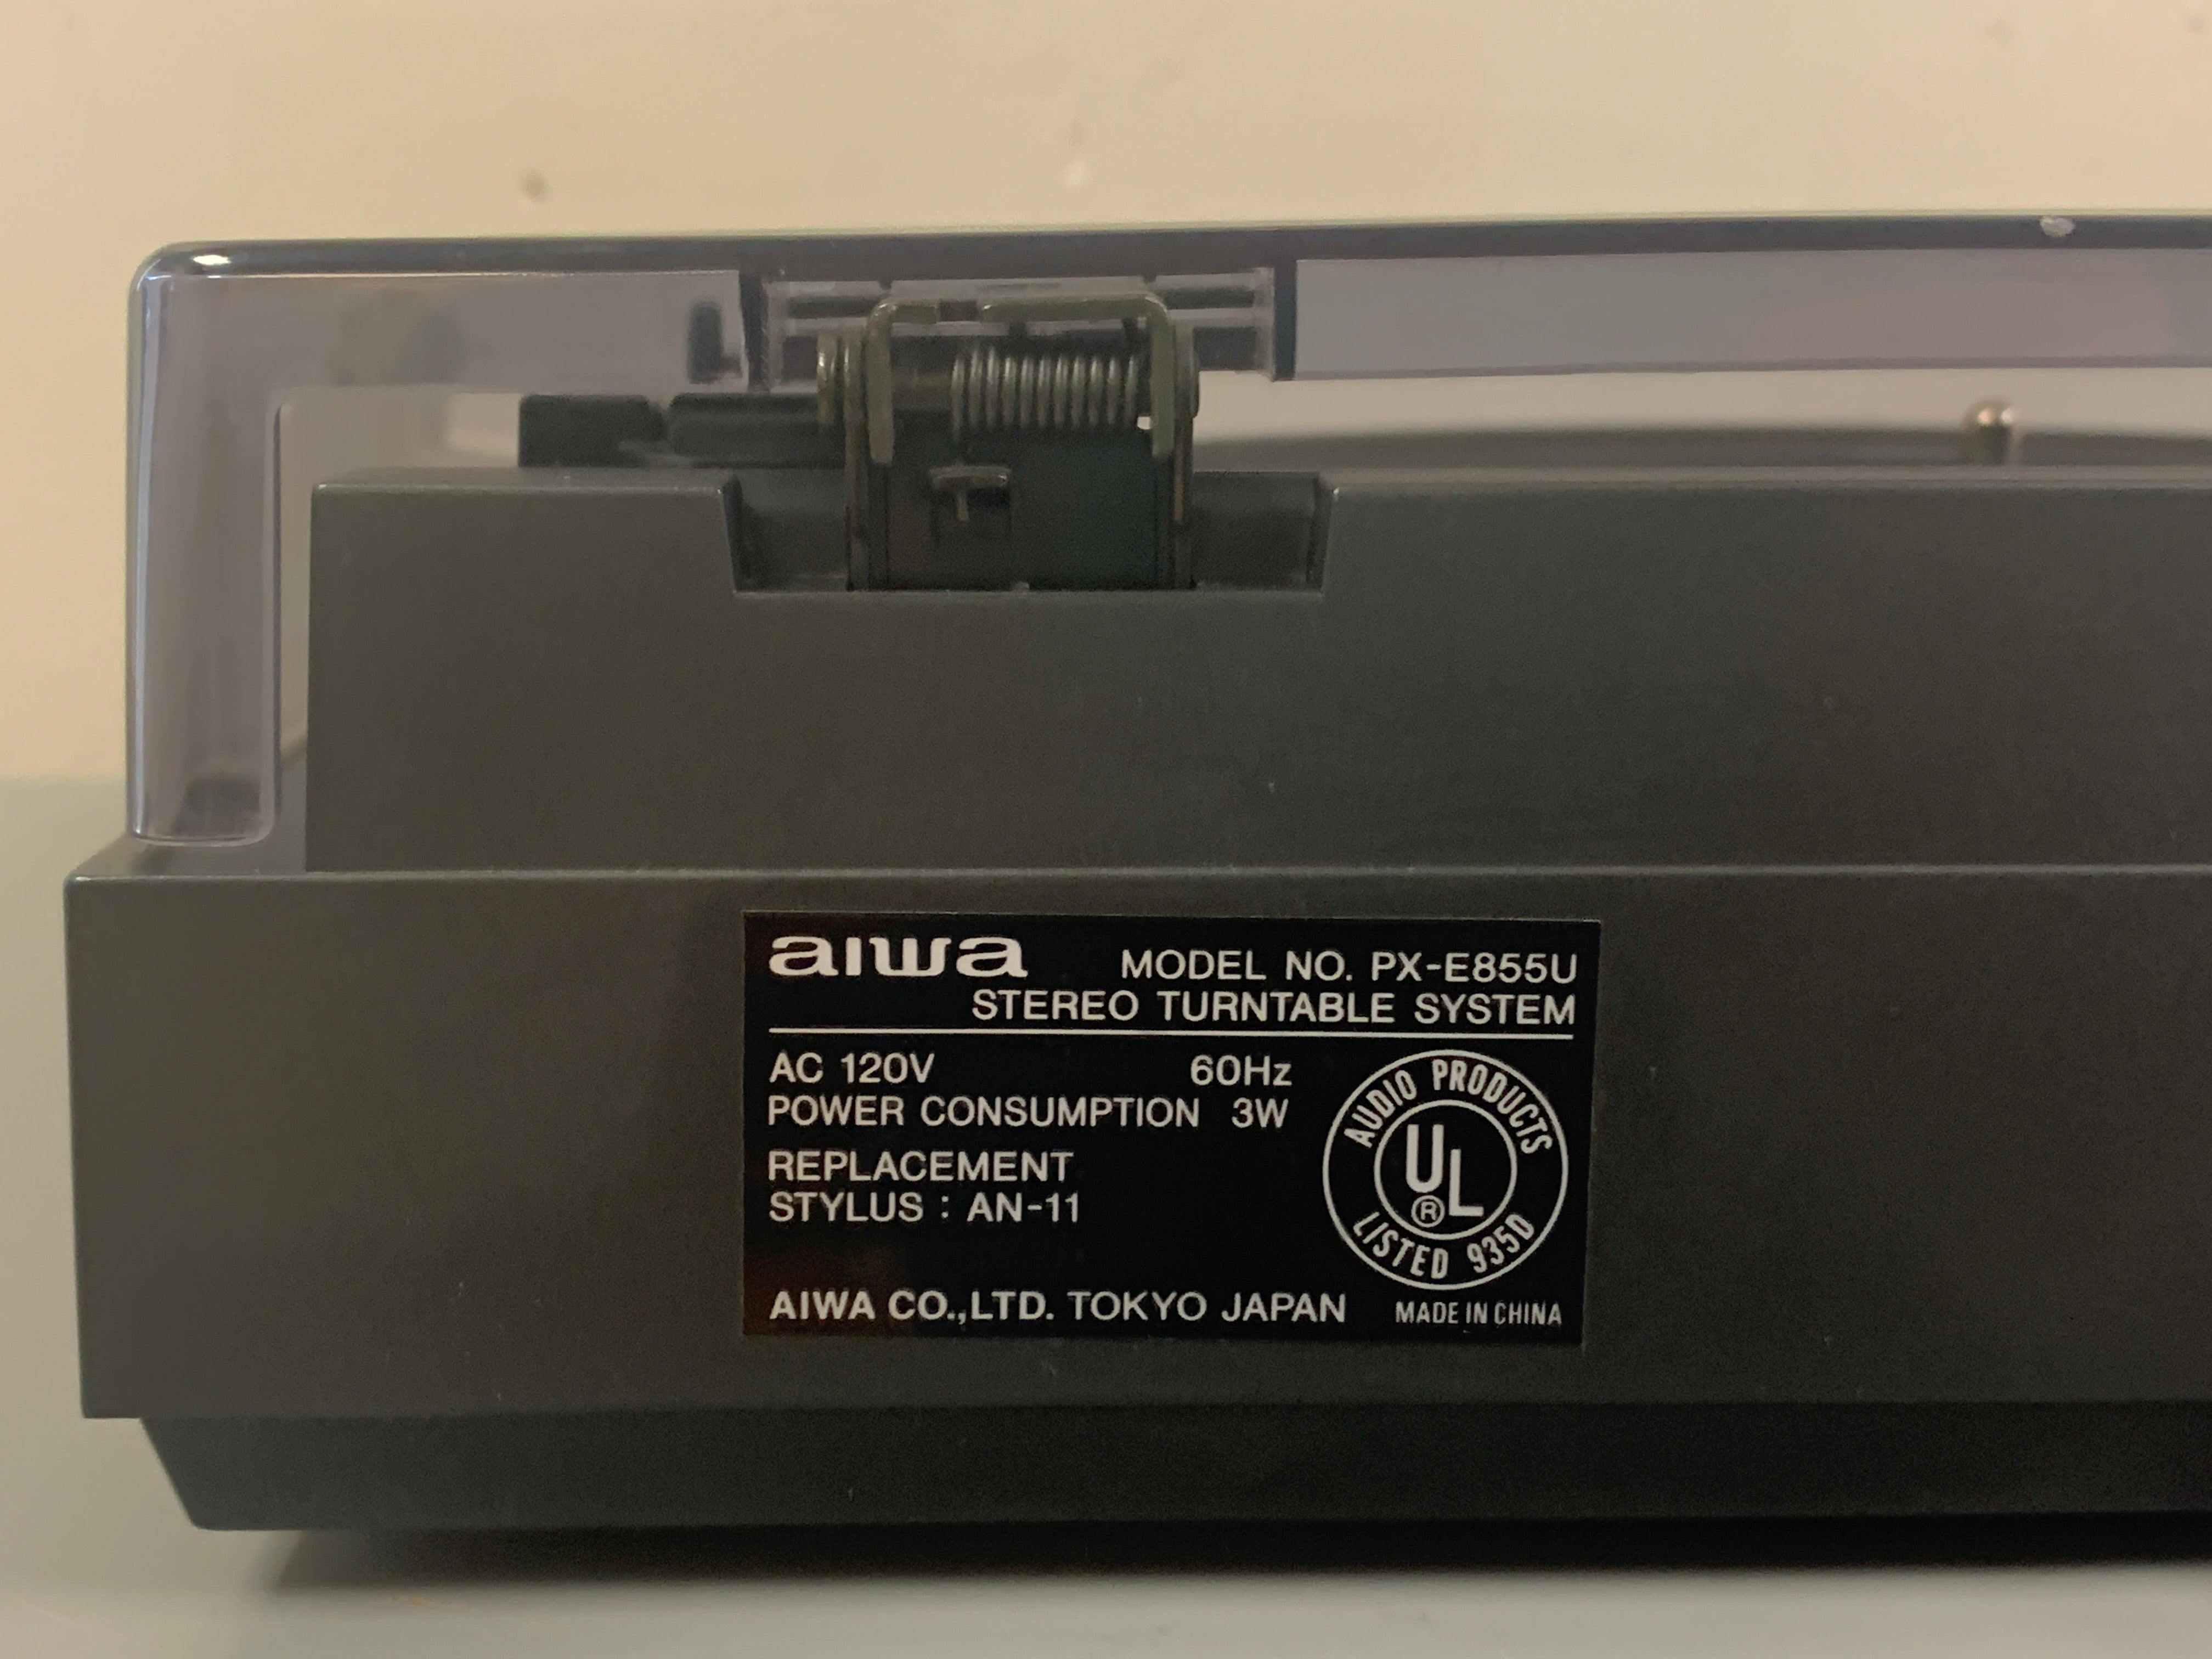 aiwa MODEL NO. PX-E855U
STEREO TURNTABLE SYSTEM
AC 120V 60Hz
POWER CONSUMPTION 3W
REPLACEMENT
STYLUS : AN-11
AUDIO PRODUCTS
UL
®
LISTED 935D
AIWA CO.,LTD. TOKYO JAPAN MADE IN CHINA